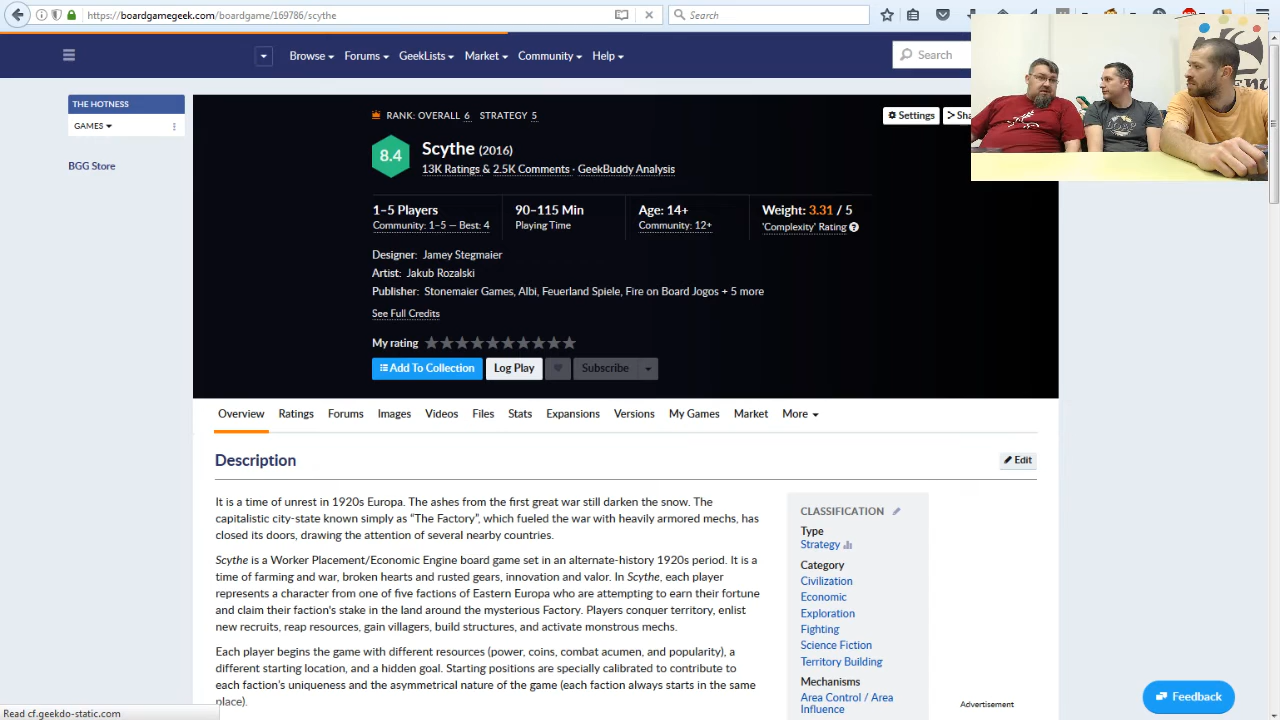 https://boardgamegeek.com/boardgame/169786/scythe
Search
Browse Forums GeekLists Market Community Help
Search
THE HOTNESS
GAMES
BGG Store
RANK: OVERALL 6 STRATEGY 5
Settings
Sha
8.4
Scythe (2016)
13K Ratings & 2.5K Comments · GeekBuddy Analysis
1–5 Players
Community: 1–5 — Best: 4
90–115 Min
Playing Time
Age: 14+
Community: 12+
Weight: 3.31 / 5
'Complexity' Rating
Designer: Jamey Stegmaier
Artist: Jakub Rozalski
Publisher: Stonemaier Games, Albi, Feuerland Spiele, Fire on Board Jogos + 5 more
See Full Credits
My rating
Add To Collection
Log Play
Subscribe
Overview Ratings Forums Images Videos Files Stats Expansions Versions My Games Market More
Description
Edit
It is a time of unrest in 1920s Europa. The ashes from the first great war still darken the snow. The
capitalistic city-state known simply as “The Factory”, which fueled the war with heavily armored mechs, has
closed its doors, drawing the attention of several nearby countries.
Scythe is a Worker Placement/Economic Engine board game set in an alternate-history 1920s period. It is a
time of farming and war, broken hearts and rusted gears, innovation and valor. In Scythe, each player
represents a character from one of five factions of Eastern Europa who are attempting to earn their fortune
and claim their faction's stake in the land around the mysterious Factory. Players conquer territory, enlist
new recruits, reap resources, gain villagers, build structures, and activate monstrous mechs.
Each player begins the game with different resources (power, coins, combat acumen, and popularity), a
different starting location, and a hidden goal. Starting positions are specially calibrated to contribute to
each faction's uniqueness and the asymmetrical nature of the game (each faction always starts in the same
place).
CLASSIFICATION
Type
Strategy
Category
Civilization
Economic
Exploration
Fighting
Science Fiction
Territory Building
Mechanisms
Area Control / Area
Influence
Advertisement
Feedback
Read cf.geekdo-static.com